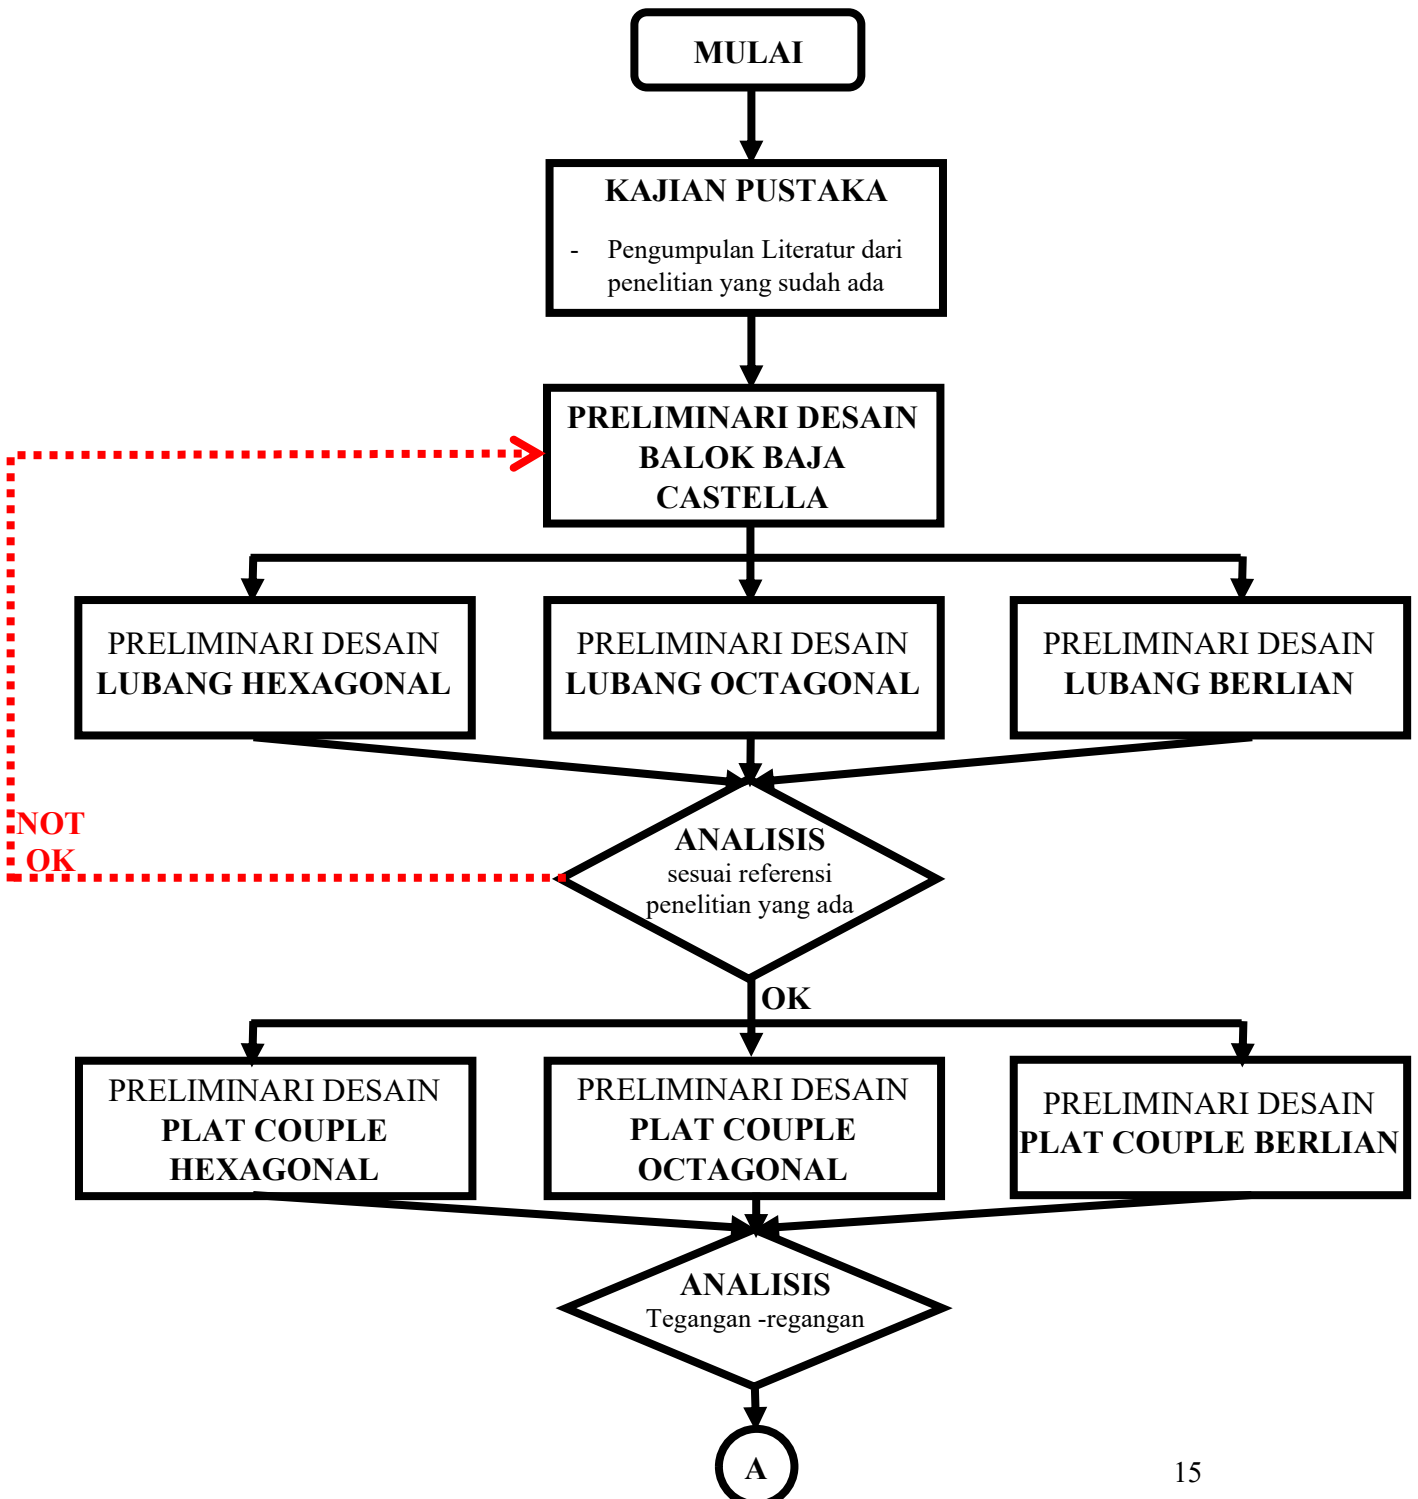 MULAI
KAJIAN PUSTAKA
- Pengumpulan Literatur dari
penelitian yang sudah ada
PRELIMINARI DESAIN
BALOK BAJA
CASTELLA
PRELIMINARI DESAIN
LUBANG HEXAGONAL
PRELIMINARI DESAIN
LUBANG OCTAGONAL
PRELIMINARI DESAIN
LUBANG BERLIAN
NOT
OK
ANALISIS
sesuai referensi
penelitian yang ada
OK
PRELIMINARI DESAIN
PLAT COUPLE
HEXAGONAL
PRELIMINARI DESAIN
PLAT COUPLE
OCTAGONAL
PRELIMINARI DESAIN
PLAT COUPLE BERLIAN
ANALISIS
Tegangan -regangan
A
15